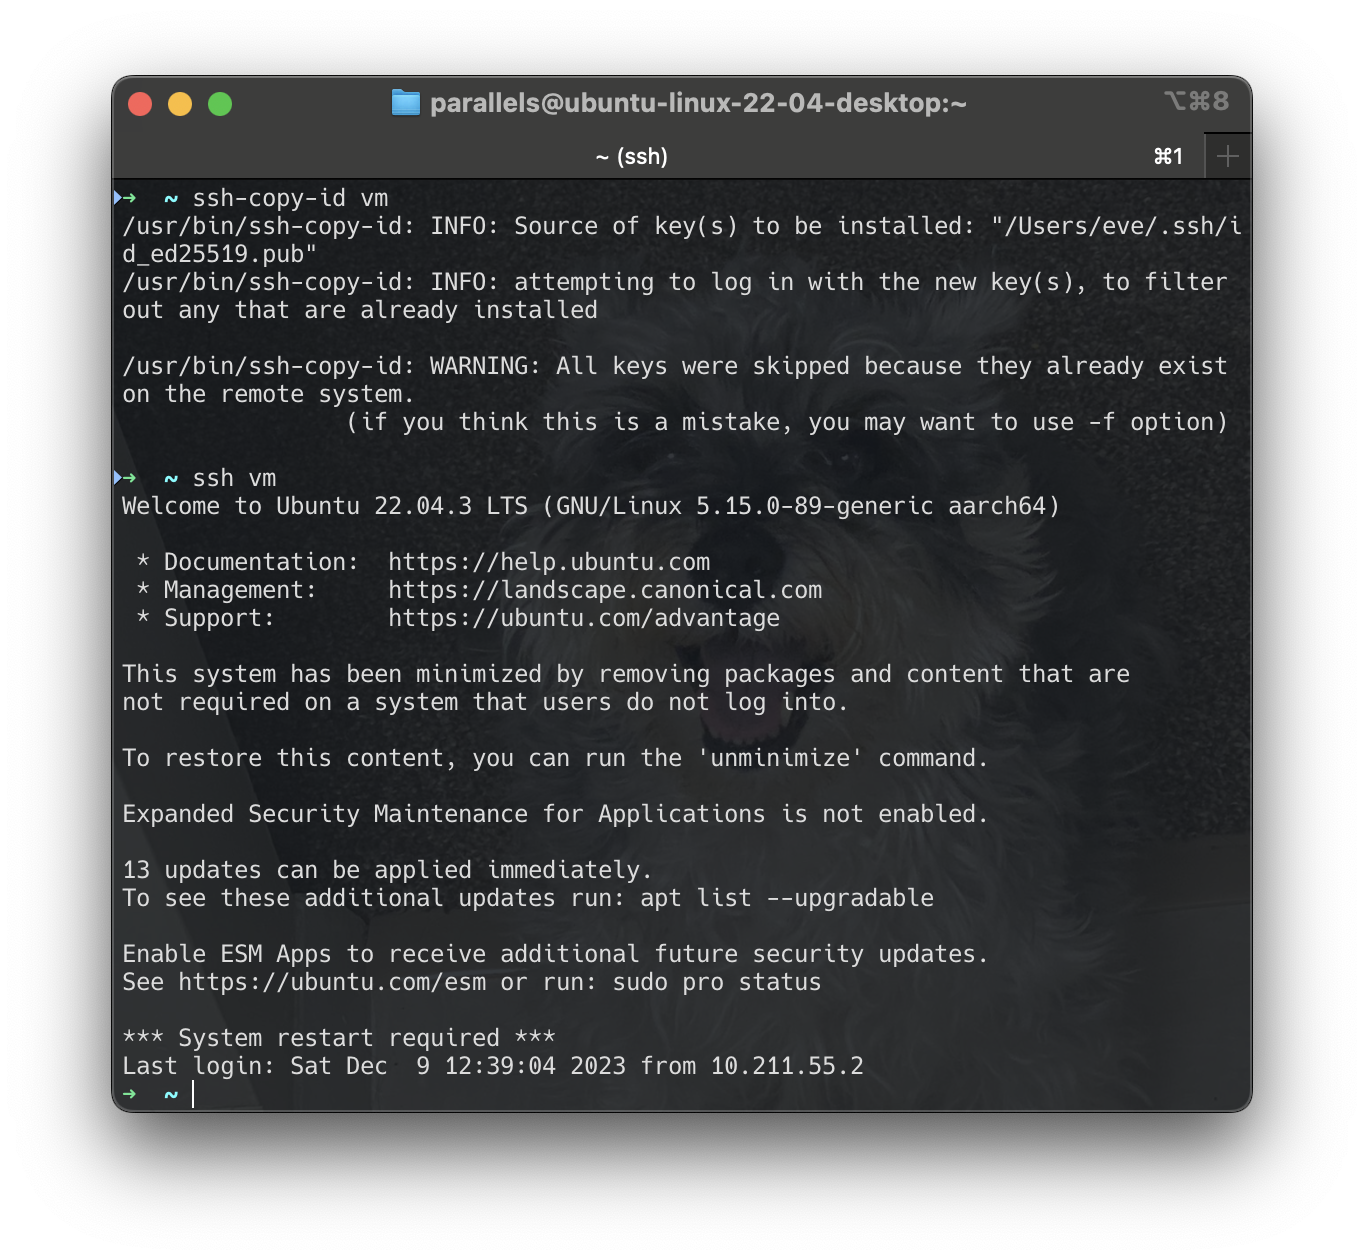 parallels@ubuntu-linux-22-04-desktop:~
⌥⌘8
~ (ssh)
⌘1
➜  ~ ssh-copy-id vm
/usr/bin/ssh-copy-id: INFO: Source of key(s) to be installed: "/Users/eve/.ssh/i
d_ed25519.pub"
/usr/bin/ssh-copy-id: INFO: attempting to log in with the new key(s), to filter
out any that are already installed
/usr/bin/ssh-copy-id: WARNING: All keys were skipped because they already exist
on the remote system.
                (if you think this is a mistake, you may want to use -f option)
➜  ~ ssh vm
Welcome to Ubuntu 22.04.3 LTS (GNU/Linux 5.15.0-89-generic aarch64)
 * Documentation:  https://help.ubuntu.com
 * Management:     https://landscape.canonical.com
 * Support:        https://ubuntu.com/advantage
This system has been minimized by removing packages and content that are
not required on a system that users do not log into.
To restore this content, you can run the 'unminimize' command.
Expanded Security Maintenance for Applications is not enabled.
13 updates can be applied immediately.
To see these additional updates run: apt list --upgradable
Enable ESM Apps to receive additional future security updates.
See https://ubuntu.com/esm or run: sudo pro status
*** System restart required ***
Last login: Sat Dec  9 12:39:04 2023 from 10.211.55.2
➜  ~